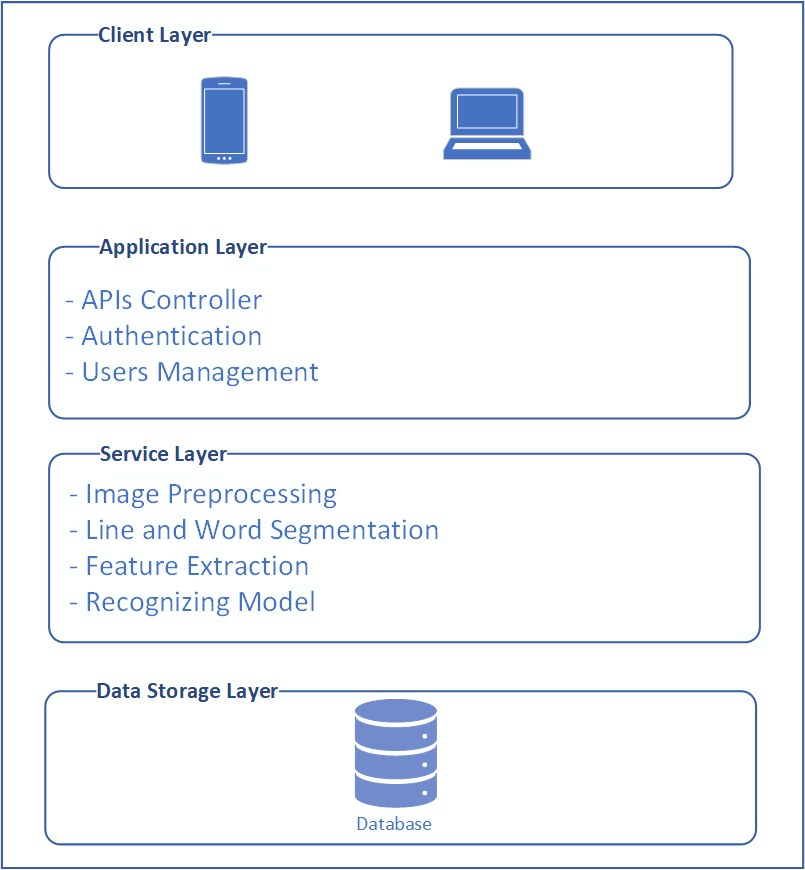 Client Layer
Application Layer
- APIs Controller
- Authentication
- Users Management
Service Layer
- Image Preprocessing
- Line and Word Segmentation
- Feature Extraction
- Recognizing Model
Data Storage Layer
Database